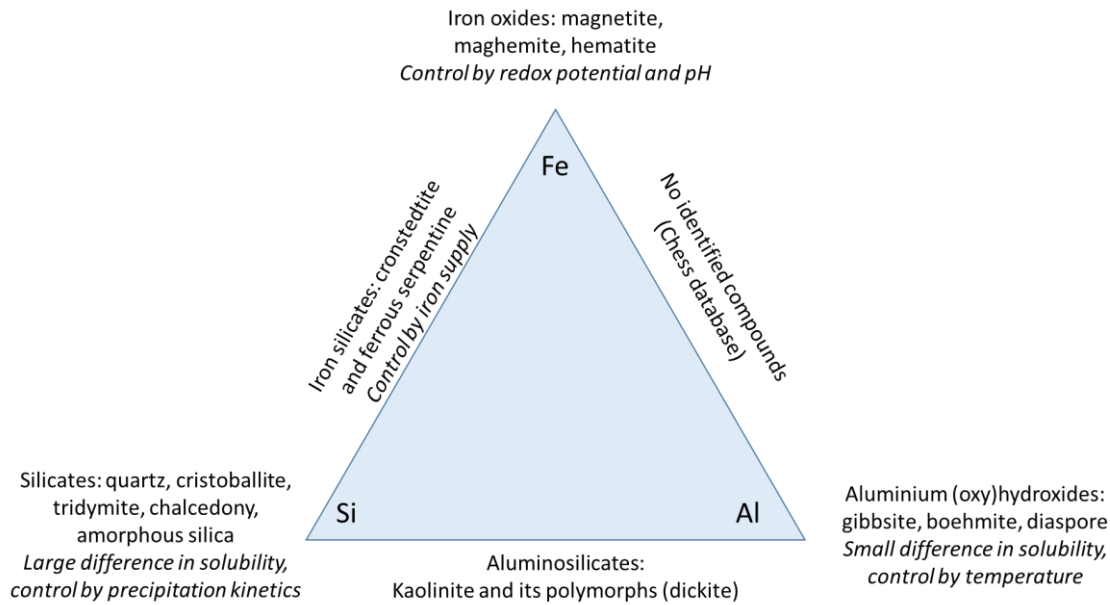 Iron oxides: magnetite,
maghemite, hematite
Control by redox potential and pH
Fe
Iron silicates: cronstedtite
and ferrous serpentine
Control by iron supply
No identified compounds
(Chess database)
Silicates: quartz, cristoballite,
tridymite, chalcedony,
amorphous silica
Large difference in solubility,
control by precipitation kinetics
Si
Al
Aluminium (oxy)hydroxides:
gibbsite, boehmite, diaspore
Small difference in solubility,
control by temperature
Aluminosilicates:
Kaolinite and its polymorphs (dickite)